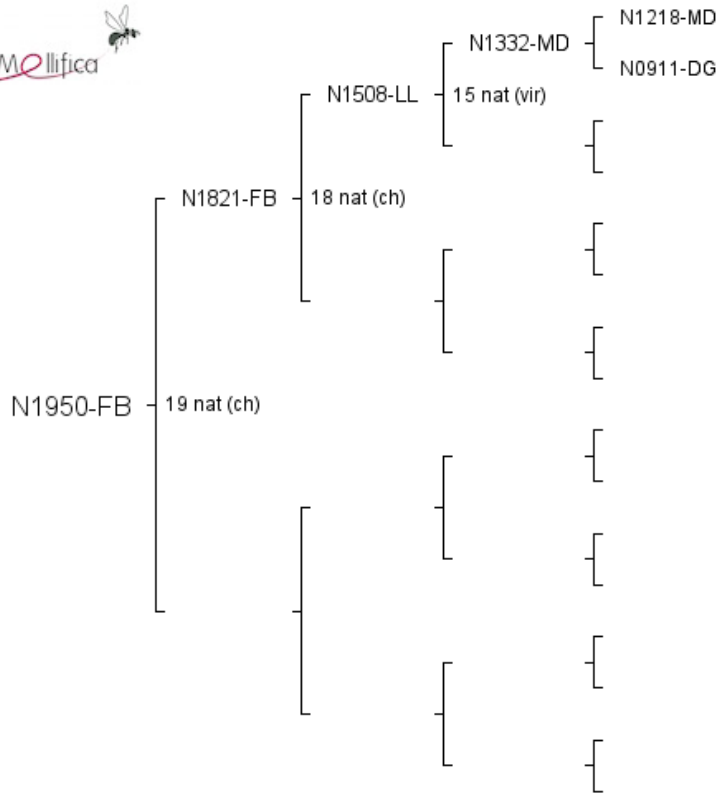 Mellifica
N1218-MD
N1332-MD
N0911-DG
N1508-LL
15 nat (vir)
N1821-FB
18 nat (ch)
N1950-FB
19 nat (ch)